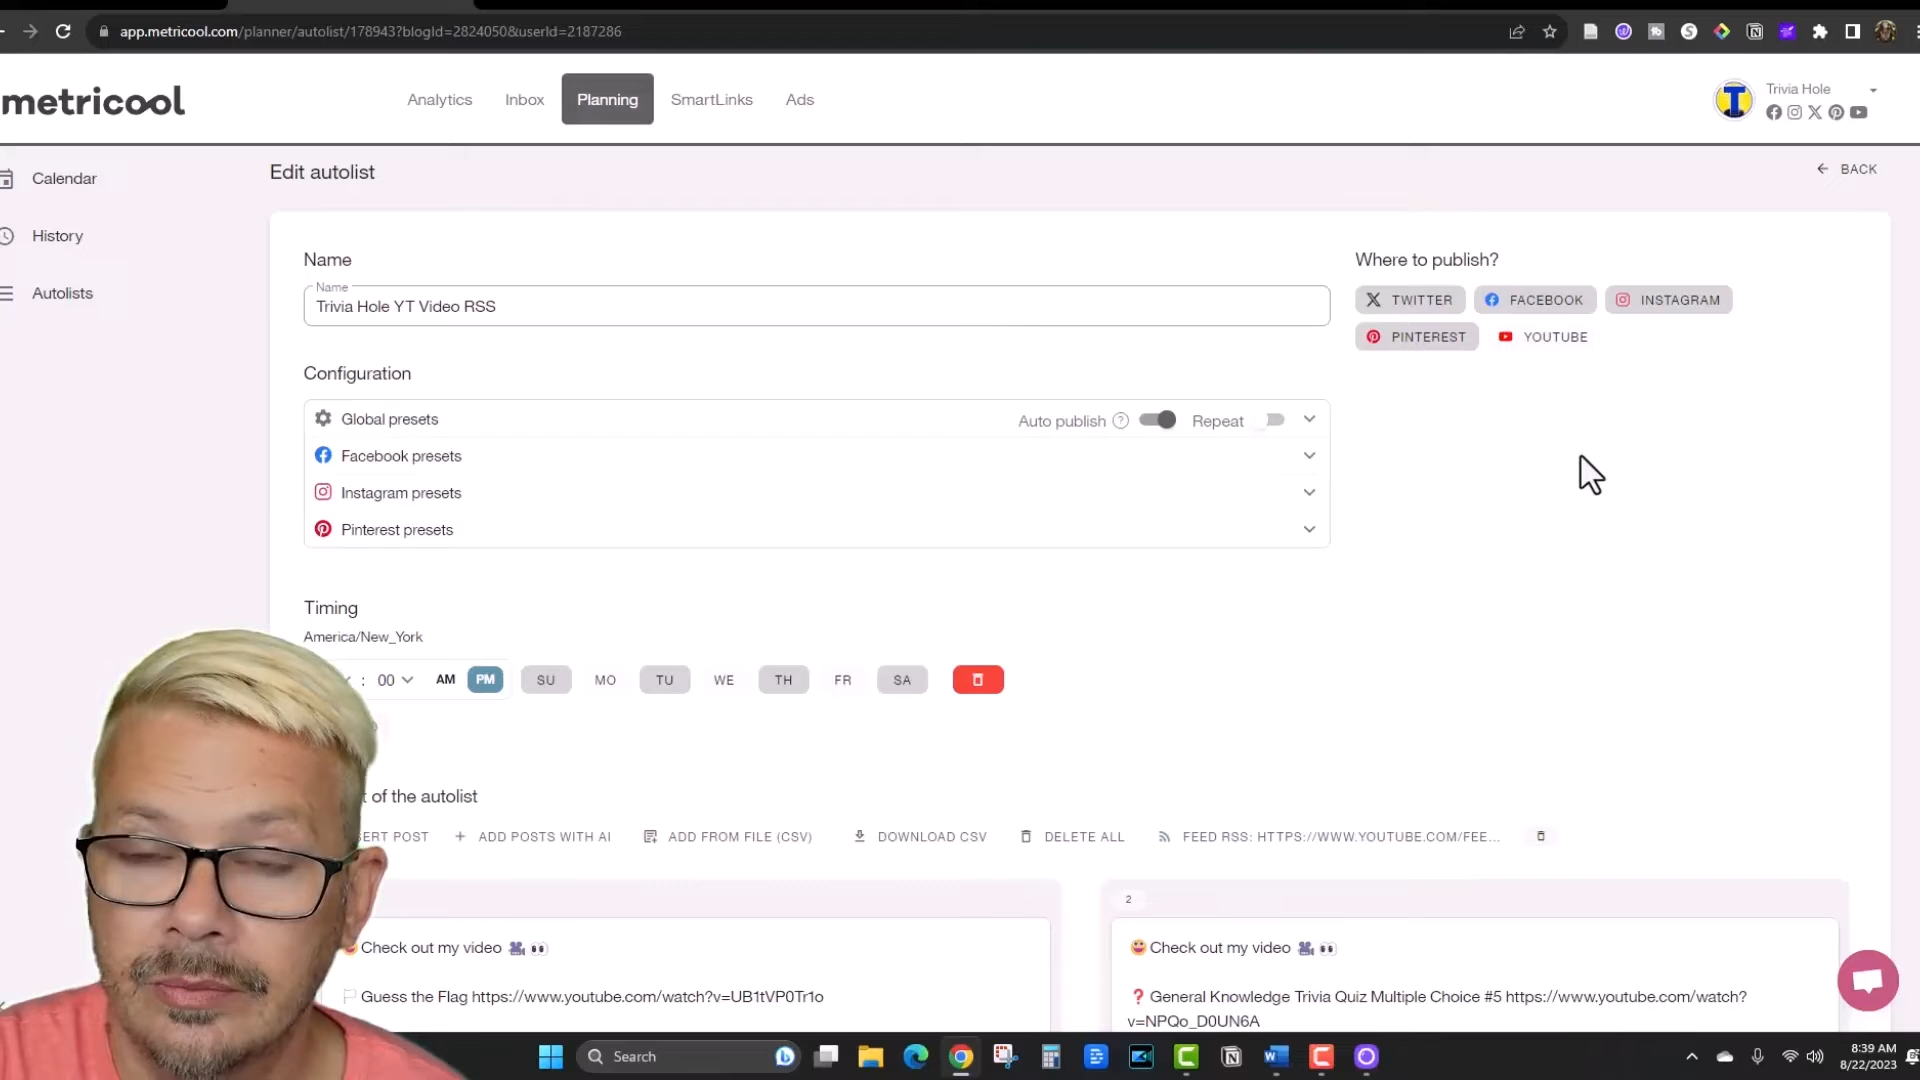 app.metricool.com/planner/autolist/178943?blogId=2824050&userId=2187286
metricool
Analytics Inbox Planning SmartLinks Ads
Trivia Hole
Calendar
History
Autolists
Edit autolist
BACK
Name
Name
Trivia Hole YT Video RSS
Where to publish?
TWITTER FACEBOOK INSTAGRAM
PINTEREST YOUTUBE
Configuration
Global presets Auto publish ? Repeat
Facebook presets
Instagram presets
Pinterest presets
Timing
America/New_York
: 00 AM PM SU MO TU WE TH FR SA
of the autolist
ERT POST + ADD POSTS WITH AI ADD FROM FILE (CSV) DOWNLOAD CSV DELETE ALL FEED RSS: HTTPS://WWW.YOUTUBE.COM/FEE...
Check out my video
Guess the Flag https://www.youtube.com/watch?v=UB1tVP0Tr1o
2
Check out my video
General Knowledge Trivia Quiz Multiple Choice #5 https://www.youtube.com/watch?
v=NPQo_D0UN6A
Search
8:39 AM
8/22/2023